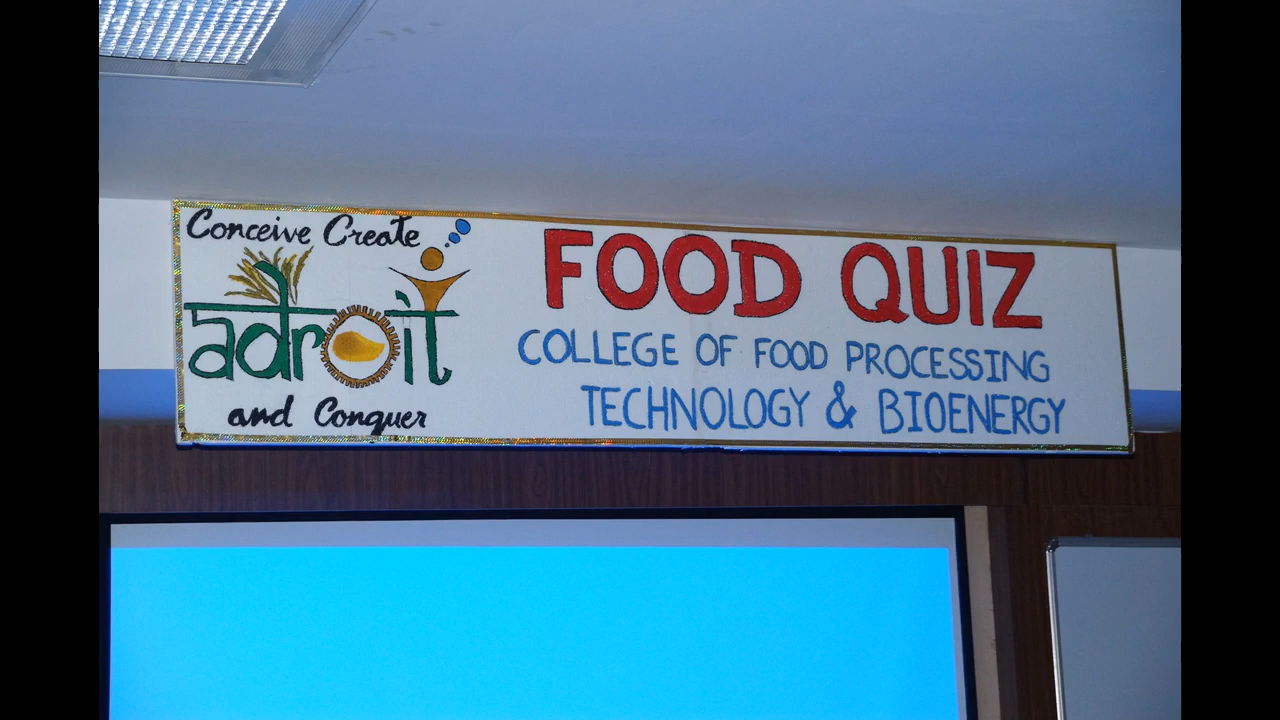 Conceive Create
adroit
and Conquer
FOOD QUIZ
COLLEGE OF FOOD PROCESSING
TECHNOLOGY & BIOENERGY